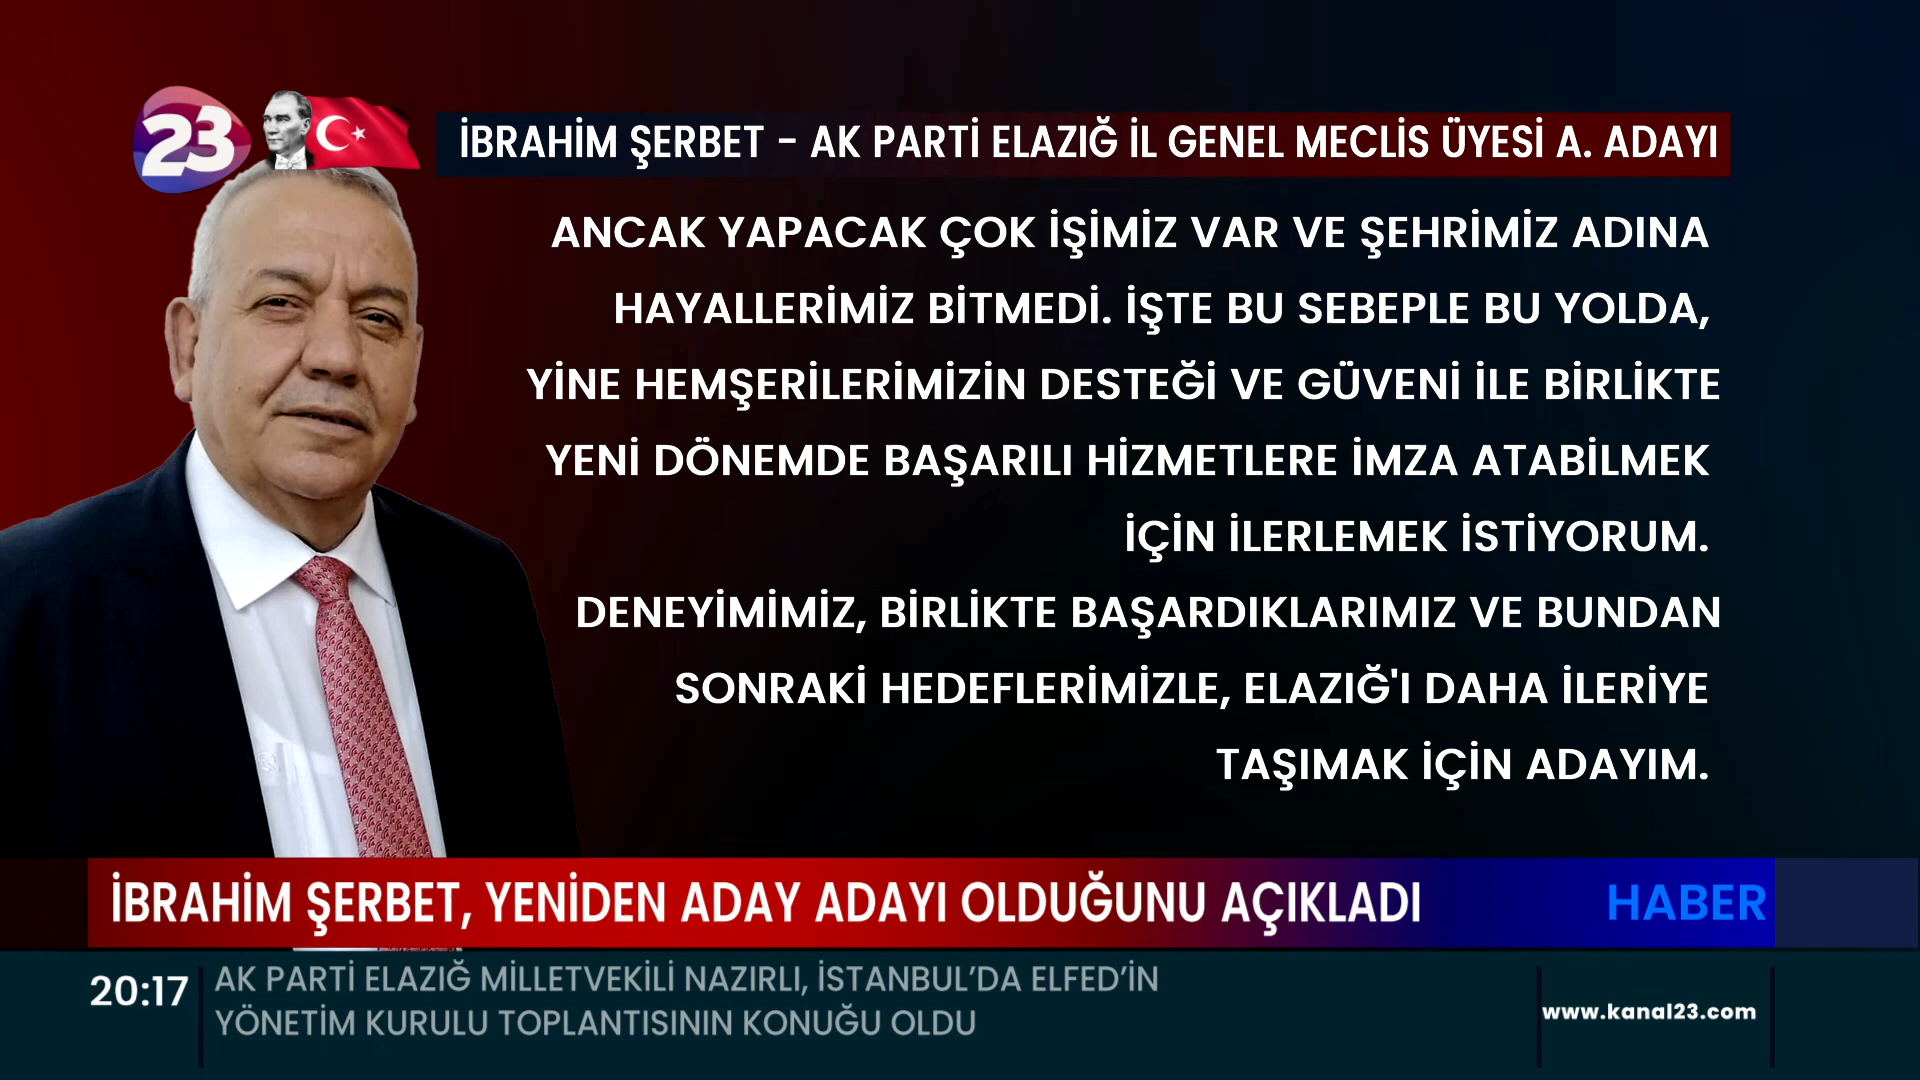 23
İBRAHİM ŞERBET - AK PARTİ ELAZIĞ İL GENEL MECLİS ÜYESİ A. ADAYI
ANCAK YAPACAK ÇOK İŞİMİZ VAR VE ŞEHRİMİZ ADINA
HAYALLERİMİZ BİTMEDİ. İŞTE BU SEBEPLE BU YOLDA,
YİNE HEMŞERİLERİMİZİN DESTEĞİ VE GÜVENİ İLE BİRLİKTE
YENİ DÖNEMDE BAŞARILI HİZMETLERE İMZA ATABİLMEK
İÇİN İLERLEMEK İSTİYORUM.
DENEYİMİMİZ, BİRLİKTE BAŞARDIKLARIMIZ VE BUNDAN
SONRAKİ HEDEFLERİMİZLE, ELAZIĞ'I DAHA İLERİYE
TAŞIMAK İÇİN ADAYIM.
İBRAHİM ŞERBET, YENİDEN ADAY ADAYI OLDUĞUNU AÇIKLADI
HABER
20:17
AK PARTİ ELAZIĞ MİLLETVEKİLİ NAZIRLI, İSTANBUL’DA ELFED’İN
YÖNETİM KURULU TOPLANTISININ KONUĞU OLDU
www.kanal23.com